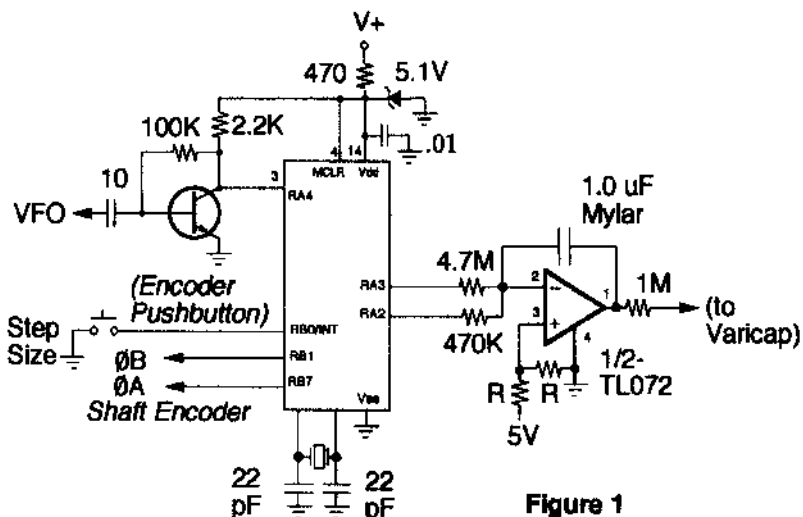 V+
470
5.1V
100K
2.2K
.01
4
14
MCLR
Vdd
10
3
RA4
VFO
1.0 uF
Mylar
(Encoder
Pushbutton)
RA3
4.7M
2
−
1
1M
(to
Varicap)
Step
Size
RB0/INT
RA2
470K
3
+
4
ØB
RB1
1/2-
TL072
ØA
RB7
Shaft Encoder
Vss
R
R
5V
22
pF
22
pF
Figure 1